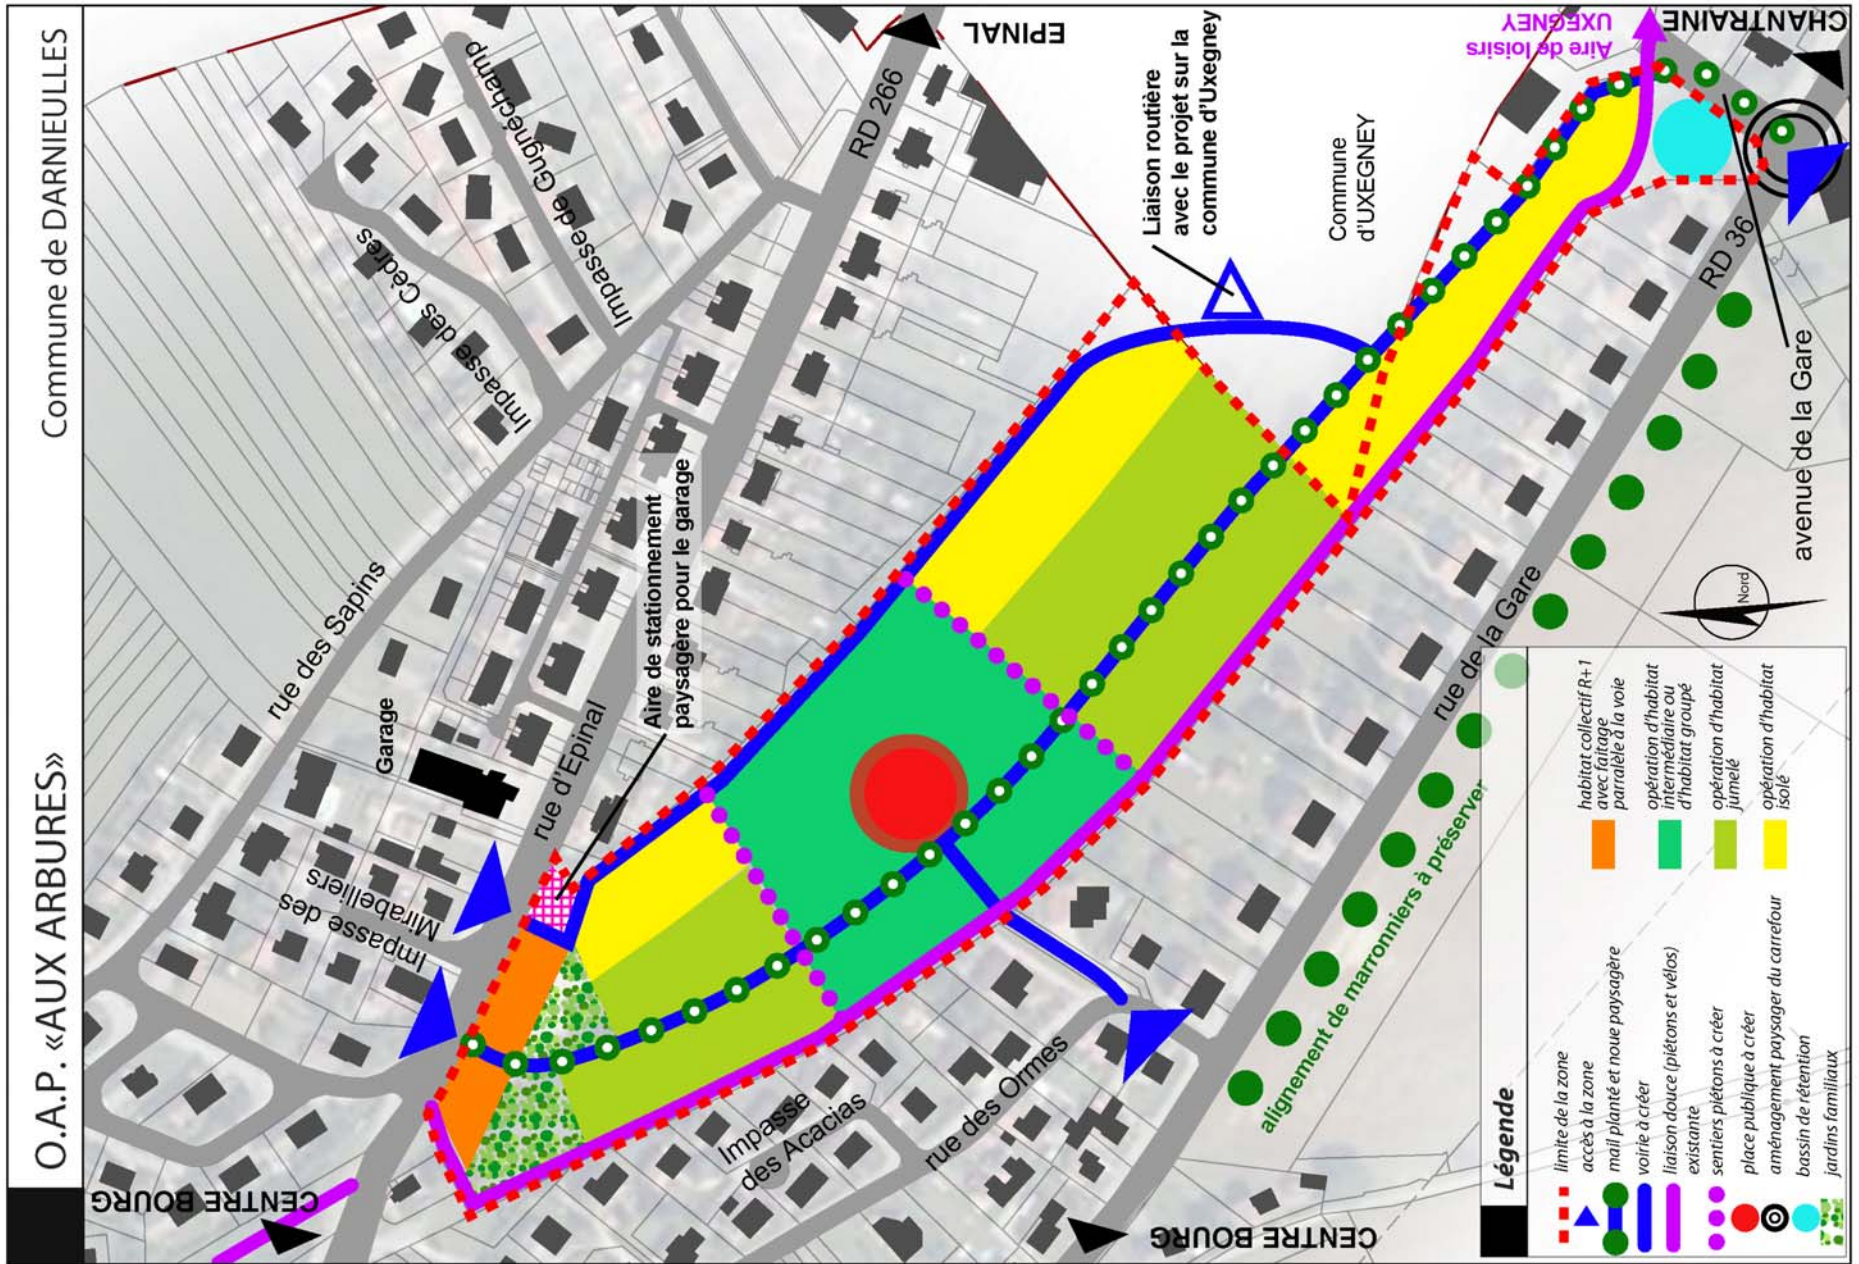 O.A.P. «AUX ARBURES»
Commune de DARNIEULLES
CENTRE BOURG
rue des Sapins
Garage
Impasse des
Mirabelliers
rue d'Epinal
Aire de stationnement
paysagère pour le garage
Impasse des Cèdres
Impasse de Gugnéchamp
RD 266
EPINAL
Liaison routière
avec le projet sur la
commune d'Uxegney
Commune
d'UXEGNEY
Aire de loisirs
UXEGNEY
CHANTRAINE
RD 36
avenue de la Gare
rue de la Gare
alignement de marronniers à préserver
Impasse
des Acacias
rue des Ormes
CENTRE BOURG
Nord
Légende
limite de la zone
accès à la zone
mail planté et noue paysagère
voirie à créer
liaison douce (piétons et vélos)
existante
sentiers piétons à créer
place publique à créer
aménagement paysager du carrefour
bassin de rétention
jardins familiaux
habitat collectif R+1
avec faitage
parralèle à la voie
opération d'habitat
intermédiaire ou
d'habitat groupé
opération d'habitat
jumelé
opération d'habitat
isolé